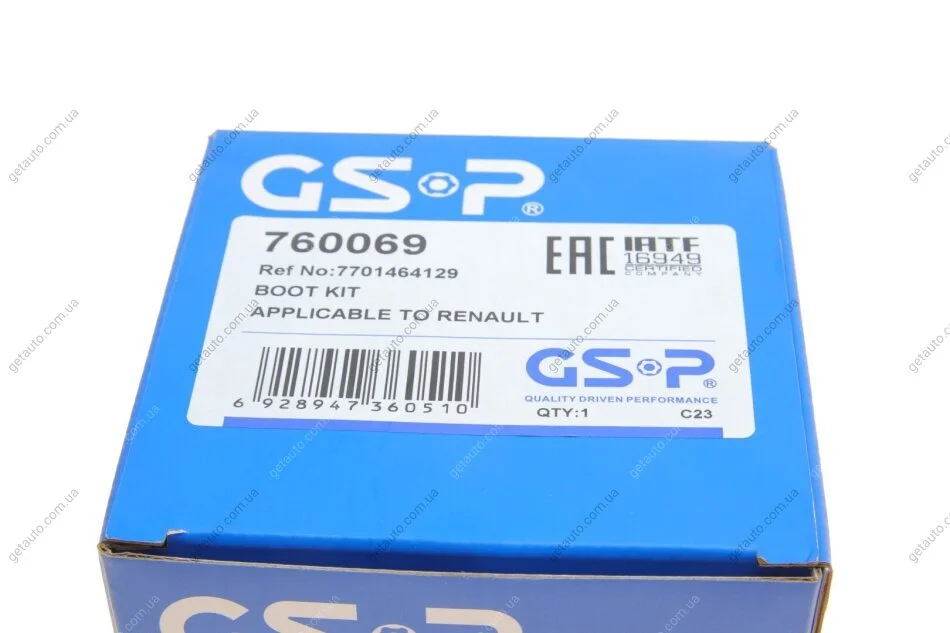 GSP®
760069
Ref No:7701464129
BOOT KIT
APPLICABLE TO RENAULT
EAC
IATF
16949
CERTIFIED
COMPANY
6 928947 360510
GSP®
QUALITY DRIVEN PERFORMANCE
QTY:1 C23
GSP
getauto.com.ua